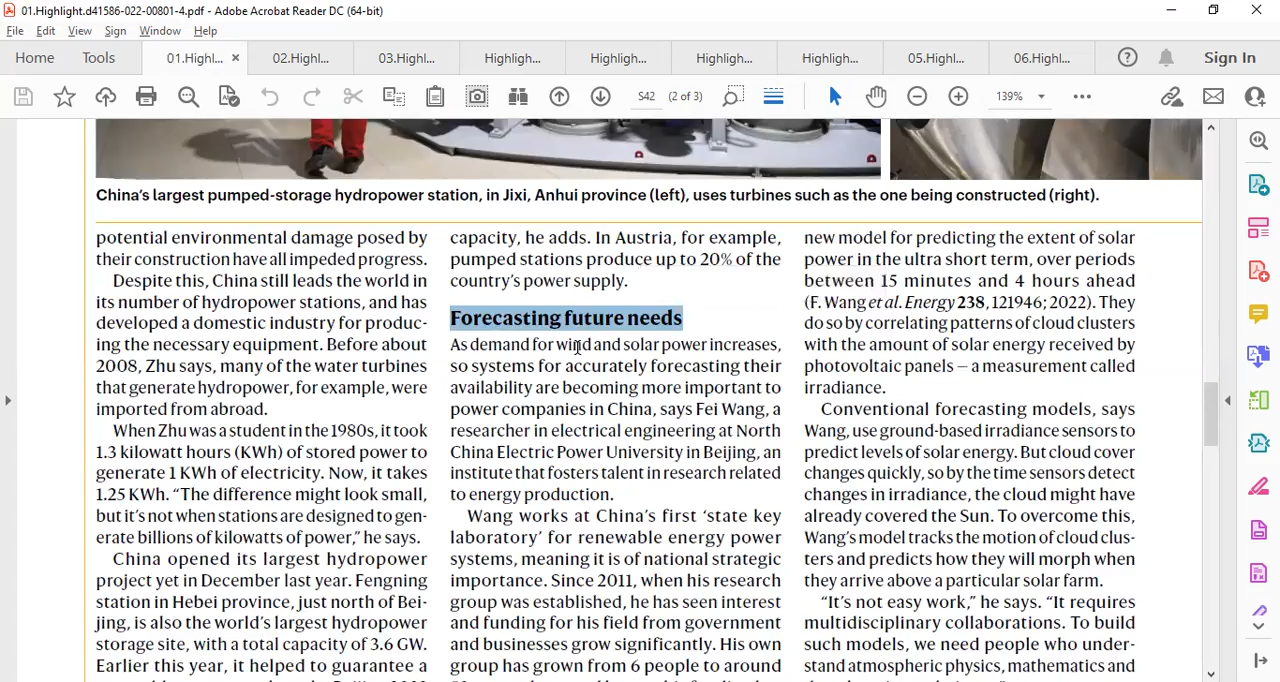 01.Highlight.d41586-022-00801-4.pdf - Adobe Acrobat Reader DC (64-bit)
File Edit View Sign Window Help
Home Tools 01.Highl... × 02.Highl... 03.Highl... Highligh... Highligh... Highligh... Highligh... 05.Highl... 06.Highl... Sign In
S42 (2 of 3) 139%
China’s largest pumped-storage hydropower station, in Jixi, Anhui province (left), uses turbines such as the one being constructed (right).
potential environmental damage posed by
their construction have all impeded progress.
Despite this, China still leads the world in
its number of hydropower stations, and has
developed a domestic industry for produc-
ing the necessary equipment. Before about
2008, Zhu says, many of the water turbines
that generate hydropower, for example, were
imported from abroad.
When Zhu was a student in the 1980s, it took
1.3 kilowatt hours (KWh) of stored power to
generate 1 KWh of electricity. Now, it takes
1.25 KWh. “The difference might look small,
but it’s not when stations are designed to gen-
erate billions of kilowatts of power,” he says.
China opened its largest hydropower
project yet in December last year. Fengning
station in Hebei province, just north of Bei-
jing, is also the world’s largest hydropower
storage site, with a total capacity of 3.6 GW.
Earlier this year, it helped to guarantee a
capacity, he adds. In Austria, for example,
pumped stations produce up to 20% of the
country’s power supply.
Forecasting future needs
As demand for wind and solar power increases,
so systems for accurately forecasting their
availability are becoming more important to
power companies in China, says Fei Wang, a
researcher in electrical engineering at North
China Electric Power University in Beijing, an
institute that fosters talent in research related
to energy production.
Wang works at China’s first ‘state key
laboratory’ for renewable energy power
systems, meaning it is of national strategic
importance. Since 2011, when his research
group was established, he has seen interest
and funding for his field from government
and businesses grow significantly. His own
group has grown from 6 people to around
new model for predicting the extent of solar
power in the ultra short term, over periods
between 15 minutes and 4 hours ahead
(F. Wang et al. Energy 238, 121946; 2022). They
do so by correlating patterns of cloud clusters
with the amount of solar energy received by
photovoltaic panels — a measurement called
irradiance.
Conventional forecasting models, says
Wang, use ground-based irradiance sensors to
predict levels of solar energy. But cloud cover
changes quickly, so by the time sensors detect
changes in irradiance, the cloud might have
already covered the Sun. To overcome this,
Wang’s model tracks the motion of cloud clus-
ters and predicts how they will morph when
they arrive above a particular solar farm.
“It’s not easy work,” he says. “It requires
multidisciplinary collaborations. To build
such models, we need people who under-
stand atmospheric physics, mathematics and